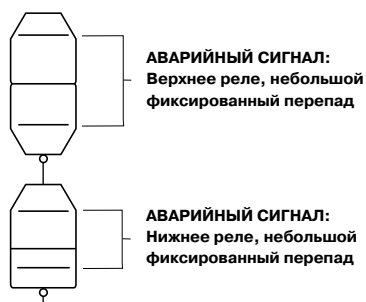 АВАРИЙНЫЙ СИГНАЛ:
Верхнее реле, небольшой
фиксированный перепад
АВАРИЙНЫЙ СИГНАЛ:
Нижнее реле, небольшой
фиксированный перепад